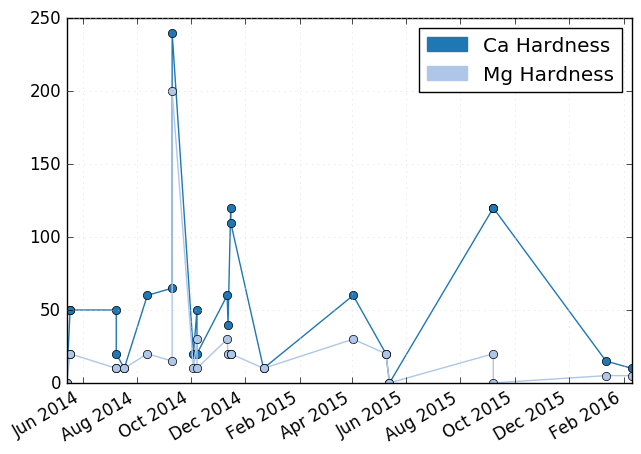 250
200
150
100
50
0
Ca Hardness
Mg Hardness
Jun 2014
Aug 2014
Oct 2014
Dec 2014
Feb 2015
Apr 2015
Jun 2015
Aug 2015
Oct 2015
Dec 2015
Feb 2016